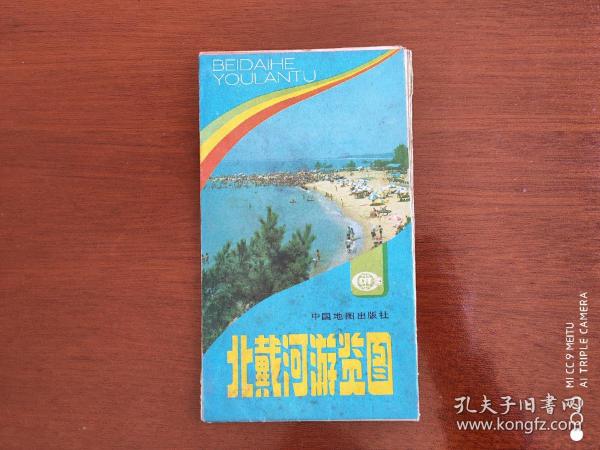 BEIDAIHE
YOULANTU
中国地图出版社
北戴河游览图
MI CC9 MEITU
AI TRIPLE CAMERA
孔夫子旧书网
www.kongfz.com